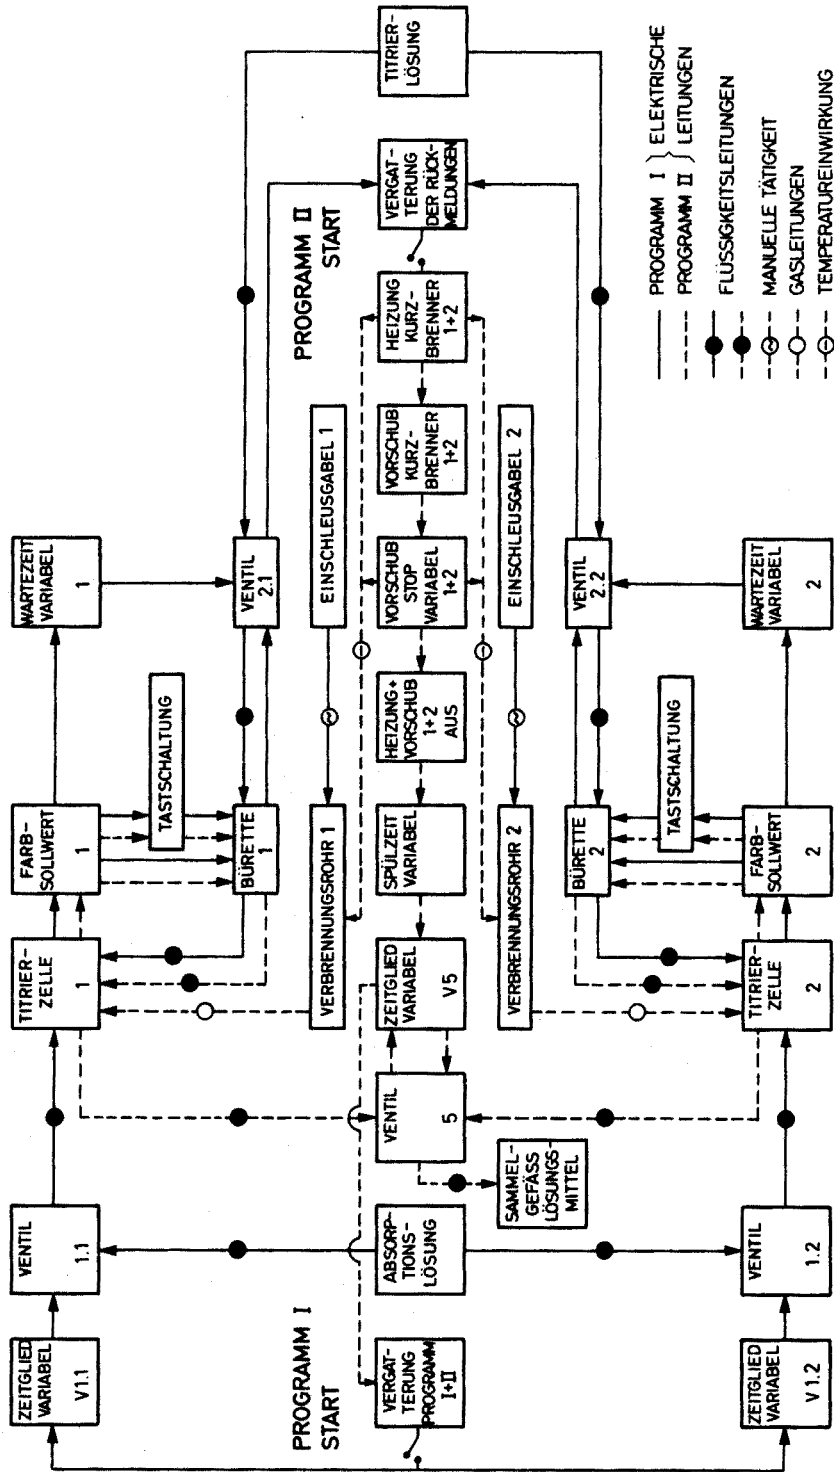 ZEITGLIED
VARIABEL
V1.1
VENTIL
1.1
TITRIER-
ZELLE
1
FARB-
SOLLWERT
1
WARTEZEIT
VARIABEL
1
TASTSCHALTUNG
BÜRETTE
1
VENTIL
2.1
PROGRAMM I
START
VERBRENNUNGSROHR 1
EINSCHLEUSGABEL 1
PROGRAMM II
START
VERGAT-
TERUNG
PROGRAMM
I+II
ABSORP-
TIONS-
LÖSUNG
VENTIL
5
ZEITGLIED
VARIABEL
V5
SPÜLZEIT
VARIABEL
HEIZUNG+
VORSCHUB
1+2
AUS
VORSCHUB
STOP
VARIABEL
1+2
VORSCHUB
KURZ-
BRENNER
1+2
HEIZUNG
KURZ-
BRENNER
1+2
VERGAT-
TERUNG
DER RÜCK-
MELDUNGEN
TITRIER-
LÖSUNG
SAMMEL-
GEFÄSS
LÖSUNGS-
MITTEL
VERBRENNUNGSROHR 2
EINSCHLEUSGABEL 2
BÜRETTE
2
VENTIL
2.2
TASTSCHALTUNG
ZEITGLIED
VARIABEL
V1.2
VENTIL
1.2
TITRIER-
ZELLE
2
FARB-
SOLLWERT
2
WARTEZEIT
VARIABEL
2
PROGRAMM I } ELEKTRISCHE
PROGRAMM II } LEITUNGEN
FLÜSSIGKEITSLEITUNGEN
MANUELLE TÄTIGKEIT
GASLEITUNGEN
TEMPERATUREINWIRKUNG